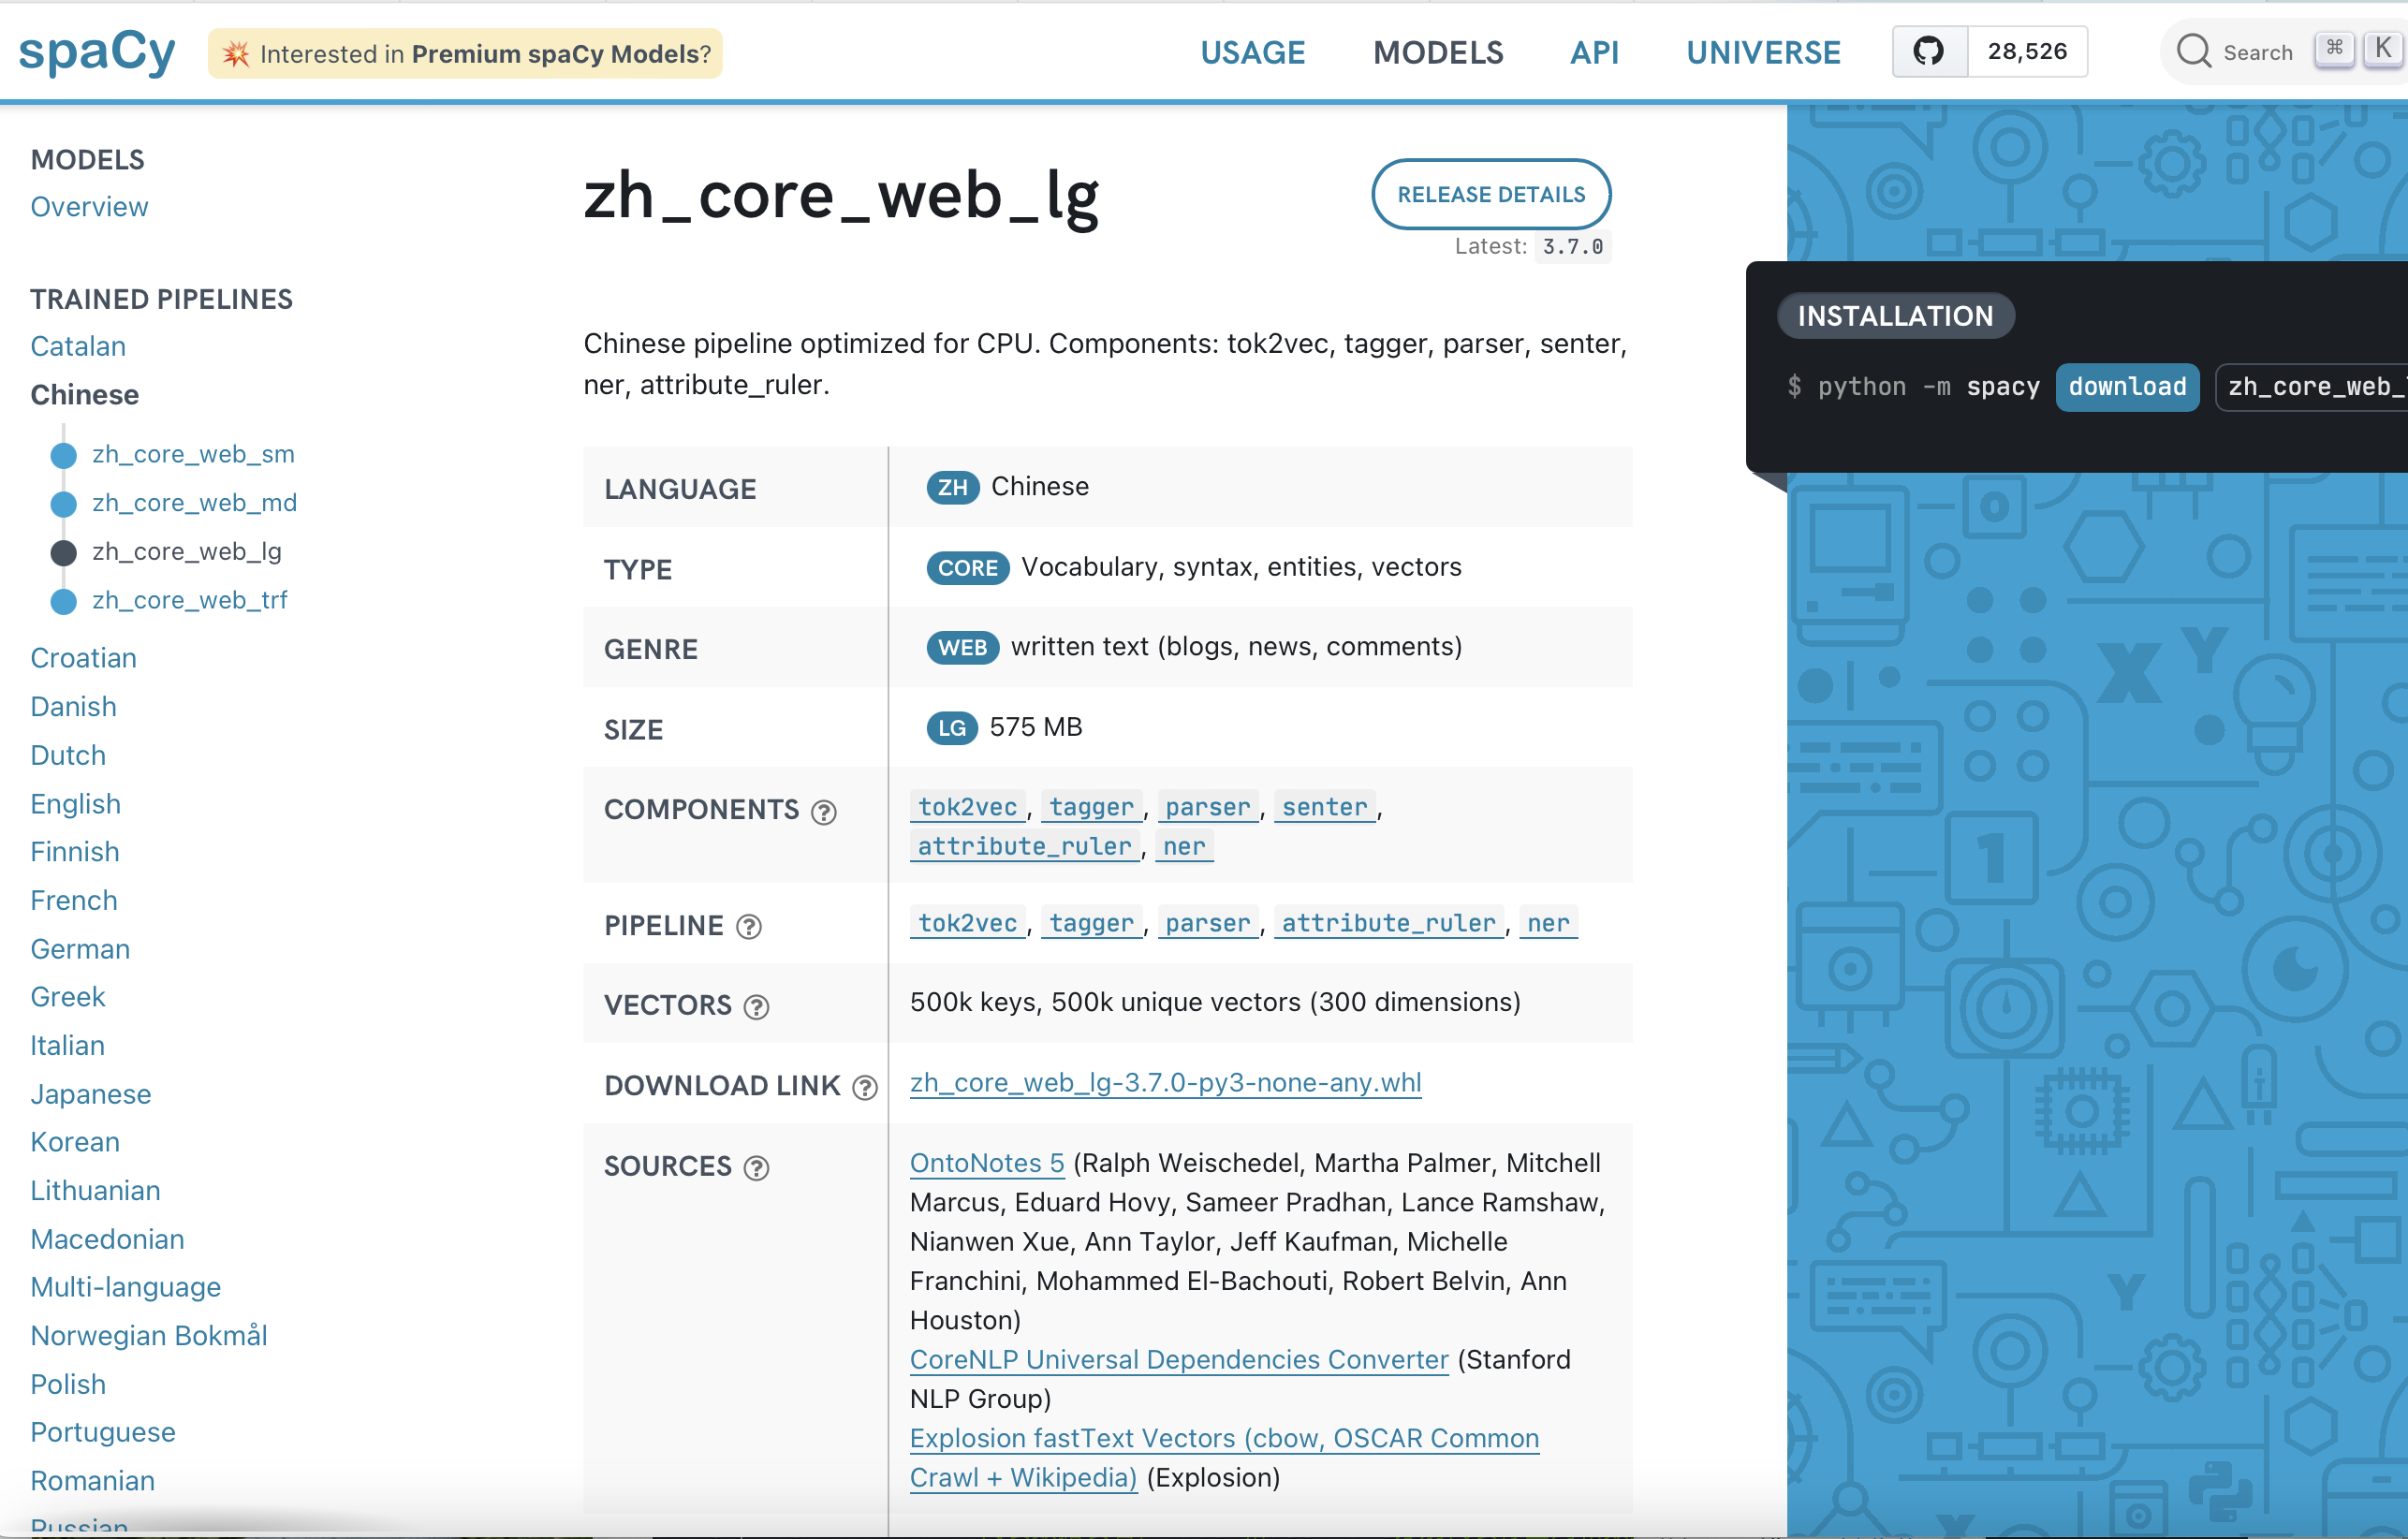 spaCy
💥 Interested in Premium spaCy Models?
USAGE MODELS API UNIVERSE 28,526 Search ⌘ K
MODELS
Overview
TRAINED PIPELINES
Catalan
Chinese
zh_core_web_sm
zh_core_web_md
zh_core_web_lg
zh_core_web_trf
Croatian
Danish
Dutch
English
Finnish
French
German
Greek
Italian
Japanese
Korean
Lithuanian
Macedonian
Multi-language
Norwegian Bokmål
Polish
Portuguese
Romanian
Russian
zh_core_web_lg
RELEASE DETAILS
Latest: 3.7.0
Chinese pipeline optimized for CPU. Components: tok2vec, tagger, parser, senter,
ner, attribute_ruler.
LANGUAGE ZH Chinese
TYPE CORE Vocabulary, syntax, entities, vectors
GENRE WEB written text (blogs, news, comments)
SIZE LG 575 MB
COMPONENTS ? tok2vec, tagger, parser, senter,
attribute_ruler, ner
PIPELINE ? tok2vec, tagger, parser, attribute_ruler, ner
VECTORS ? 500k keys, 500k unique vectors (300 dimensions)
DOWNLOAD LINK ? zh_core_web_lg-3.7.0-py3-none-any.whl
SOURCES ? OntoNotes 5 (Ralph Weischedel, Martha Palmer, Mitchell
Marcus, Eduard Hovy, Sameer Pradhan, Lance Ramshaw,
Nianwen Xue, Ann Taylor, Jeff Kaufman, Michelle
Franchini, Mohammed El-Bachouti, Robert Belvin, Ann
Houston)
CoreNLP Universal Dependencies Converter (Stanford
NLP Group)
Explosion fastText Vectors (cbow, OSCAR Common
Crawl + Wikipedia) (Explosion)
INSTALLATION
$ python -m spacy download zh_core_web_
0
X Y
1
Y
X